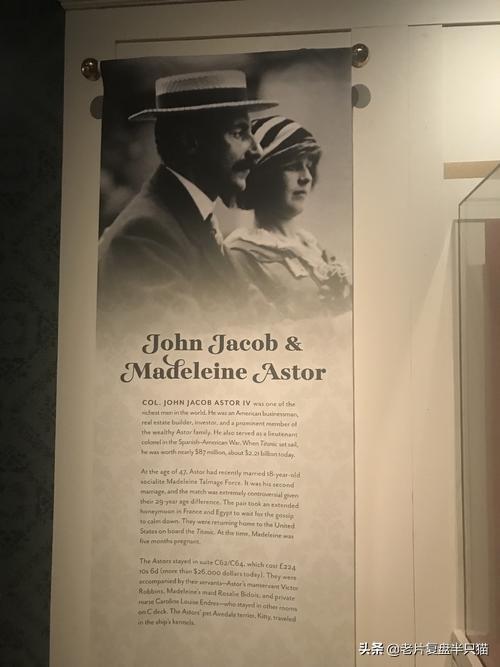 John Jacob &
Madeleine Astor
COL. JOHN JACOB ASTOR IV was one of the
richest men in the world. He was an American businessman,
real estate builder, investor, and a prominent member of
the wealthy Astor family. He also served as a lieutenant
colonel in the Spanish-American War. When Titanic set sail,
he was worth nearly $87 million, about $2.21 billion today.
At the age of 47, Astor had recently married 18-year-old
socialite Madeleine Talmage Force. It was his second
marriage, and the match was extremely controversial given
their 29-year age difference. The pair took an extended
honeymoon in France and Egypt to wait for the gossip
to calm down. They were returning home to the United
States on board the Titanic. At the time, Madeleine was
five months pregnant.
The Astors stayed in suite C62/C64, which cost £224
10s 6d (more than $26,000 dollars today). They were
accompanied by their servants—Astor's manservant Victor
Robbins, Madeleine's maid Rosalie Bidois, and private
nurse Caroline Louise Endres—who stayed in other rooms
on C deck. The Astors' pet Airedale terrier, Kitty, traveled
in the ship's kennels.
头条 @老片复盘半只猫